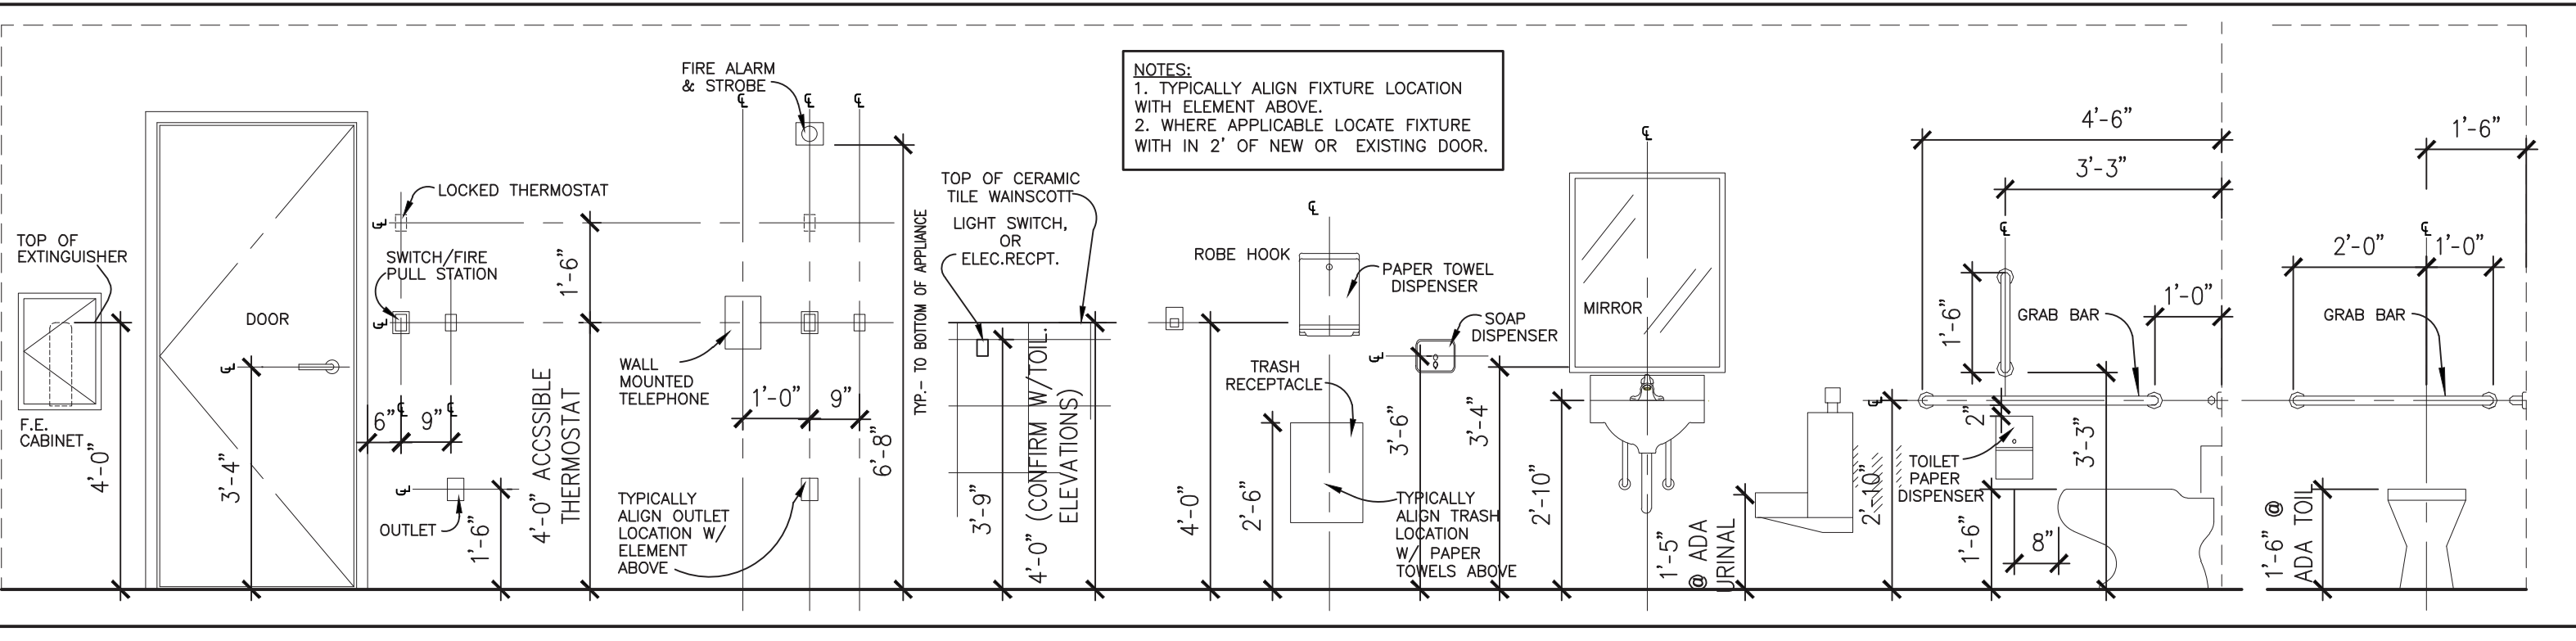 TOP OF
EXTINGUISHER
F.E.
CABINET
4'-0"
DOOR
3'-4"
℄
LOCKED THERMOSTAT
℄
SWITCH/FIRE
PULL STATION
℄
6"
℄
9"
℄
℄
OUTLET
1'-6"
1'-6"
4'-0" ACCSSIBLE
THERMOSTAT
FIRE ALARM
& STROBE
℄
℄
℄
WALL
MOUNTED
TELEPHONE
1'-0"
9"
TYPICALLY
ALIGN OUTLET
LOCATION W/
ELEMENT
ABOVE
TYP.- TO BOTTOM OF APPLIANCE
6'-8"
TOP OF CERAMIC
TILE WAINSCOTT
LIGHT SWITCH,
OR
ELEC.RECPT.
3'-9"
4'-0" (CONFIRM W/TOIL.
ELEVATIONS)
NOTES:
1. TYPICALLY ALIGN FIXTURE LOCATION
WITH ELEMENT ABOVE.
2. WHERE APPLICABLE LOCATE FIXTURE
WITH IN 2' OF NEW OR EXISTING DOOR.
ROBE HOOK
4'-0"
℄
PAPER TOWEL
DISPENSER
TRASH
RECEPTACLE
2'-6"
TYPICALLY
ALIGN TRASH
LOCATION
W/ PAPER
TOWELS ABOVE
℄
SOAP
DISPENSER
3'-6"
3'-4"
℄
MIRROR
2'-10"
1'-5"
@ ADA
URINAL
℄
2'-10"
4'-6"
3'-3"
℄
1'-6"
1'-0"
GRAB BAR
2"
TOILET
PAPER
DISPENSER
3'-3"
1'-6"
8"
1'-6"
℄
2'-0"
1'-0"
GRAB BAR
1'-6" @
ADA TOIL